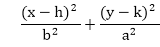 (x − h)²/b² + (y − k)²/a²